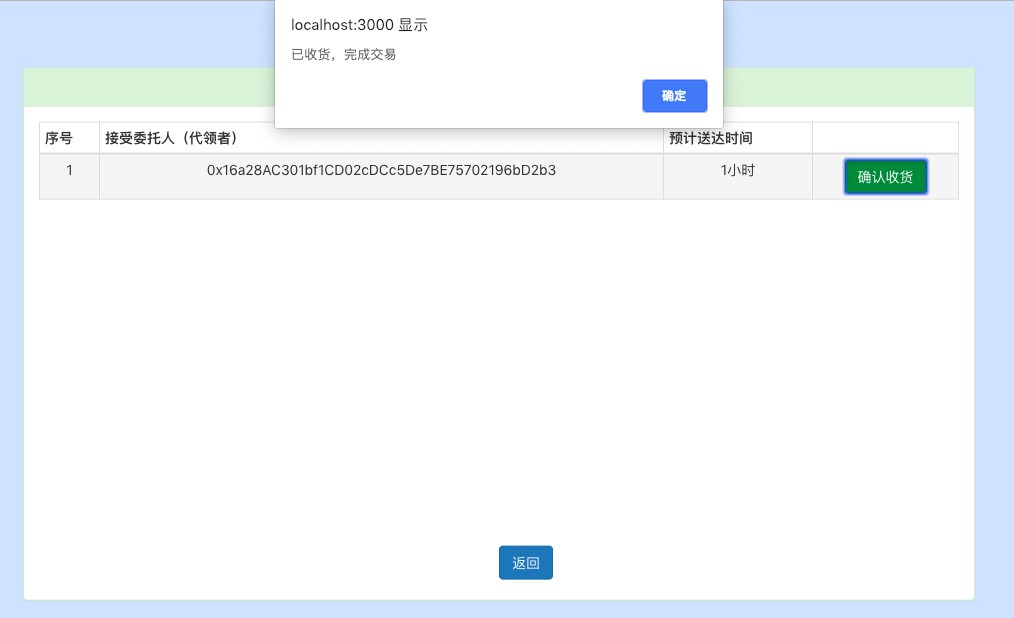 localhost:3000 显示
已收货，完成交易
确定
序号 接受委托人（代领者） 预计送达时间
1 0x16a28AC301bf1CD02cDCc5De7BE75702196bD2b3 1小时 确认收货
返回